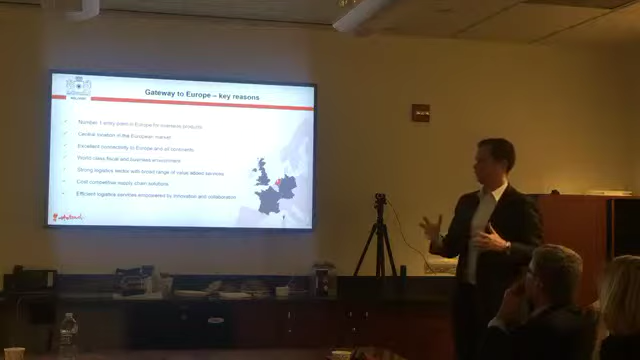 Gateway to Europe – key reasons
Number 1 entry point in Europe for overseas products
Central location in the European market
Excellent connectivity to Europe and all continents
World class fiscal and business environment
Strong logistics sector with broad range of value added services
Cost competitive supply chain solutions
Efficient logistics services empowered by innovation and collaboration